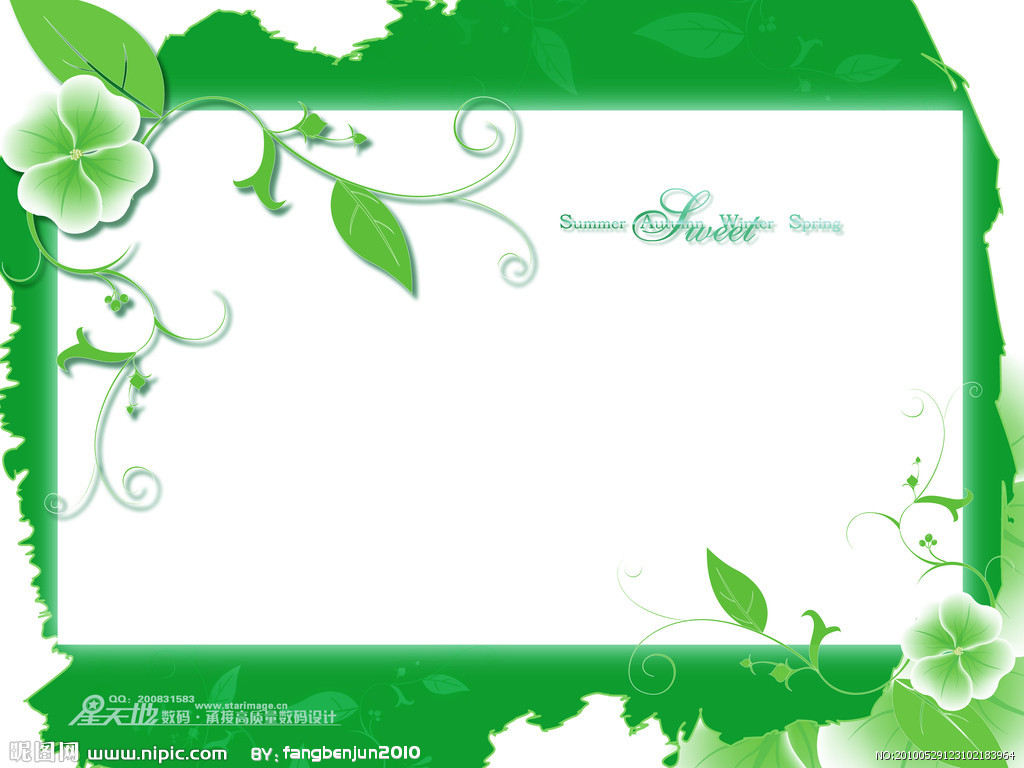 Summer Autumn Winter Spring
Sweet
QQ: 200831583
www.starimage.cn
星天地 数码·承接高质量数码设计
昵图网 www.nipic.com BY: fangbenjun2010
NO:20100529123102183964